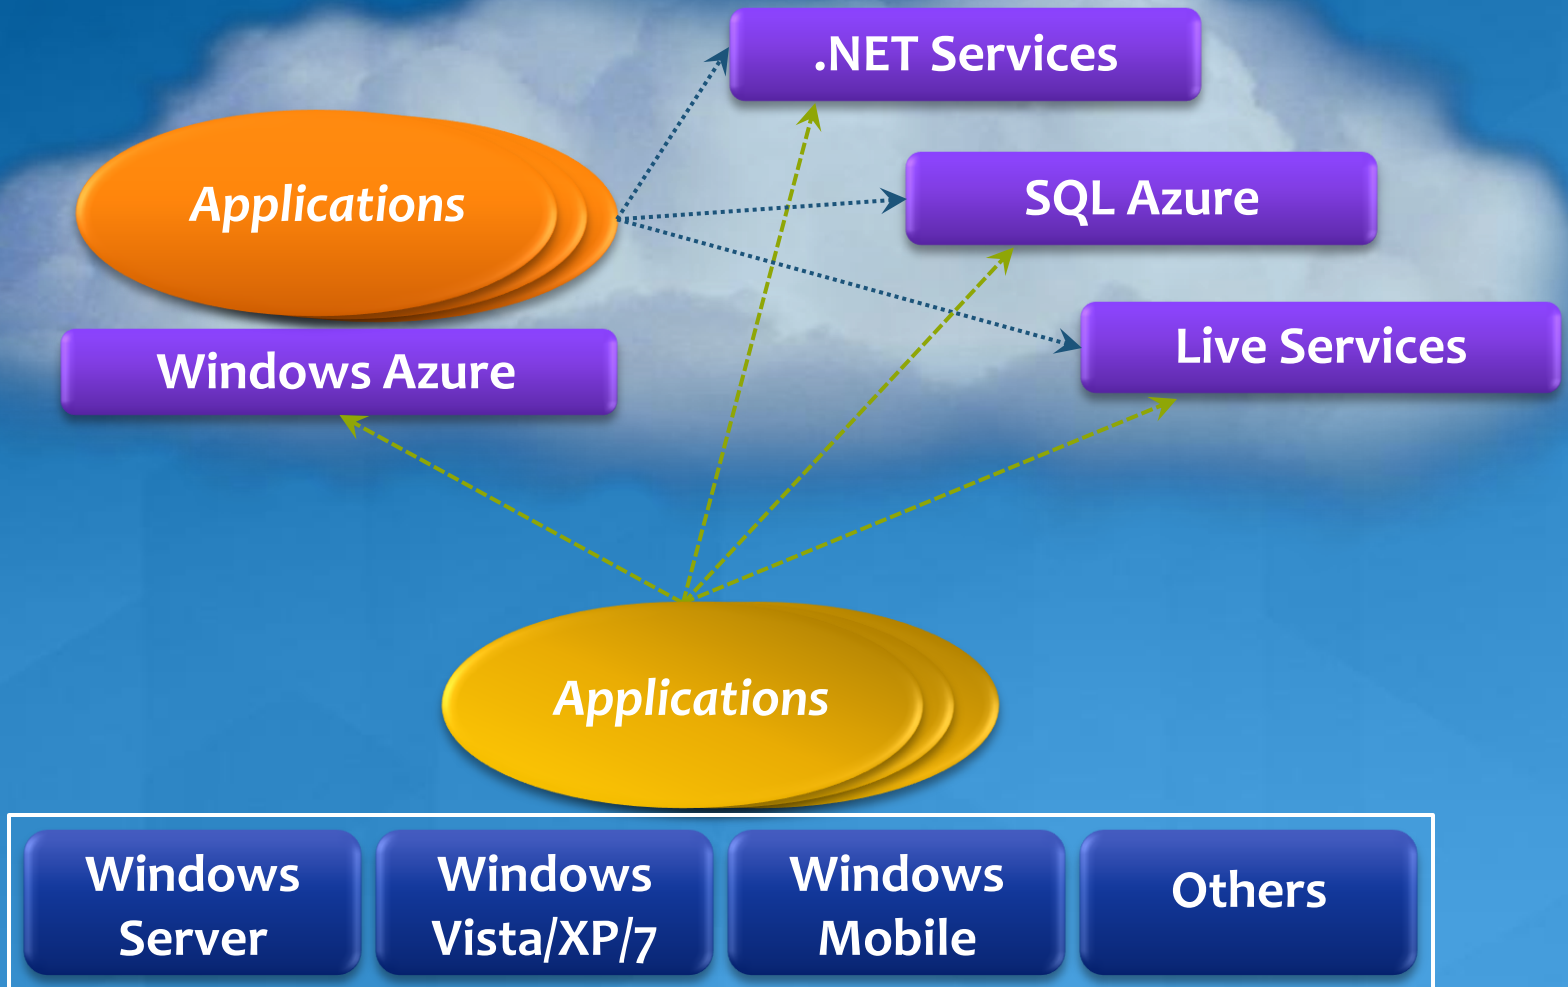 .NET Services
Applications
SQL Azure
Live Services
Windows Azure
Applications
Windows
Server
Windows
Vista/XP/7
Windows
Mobile
Others